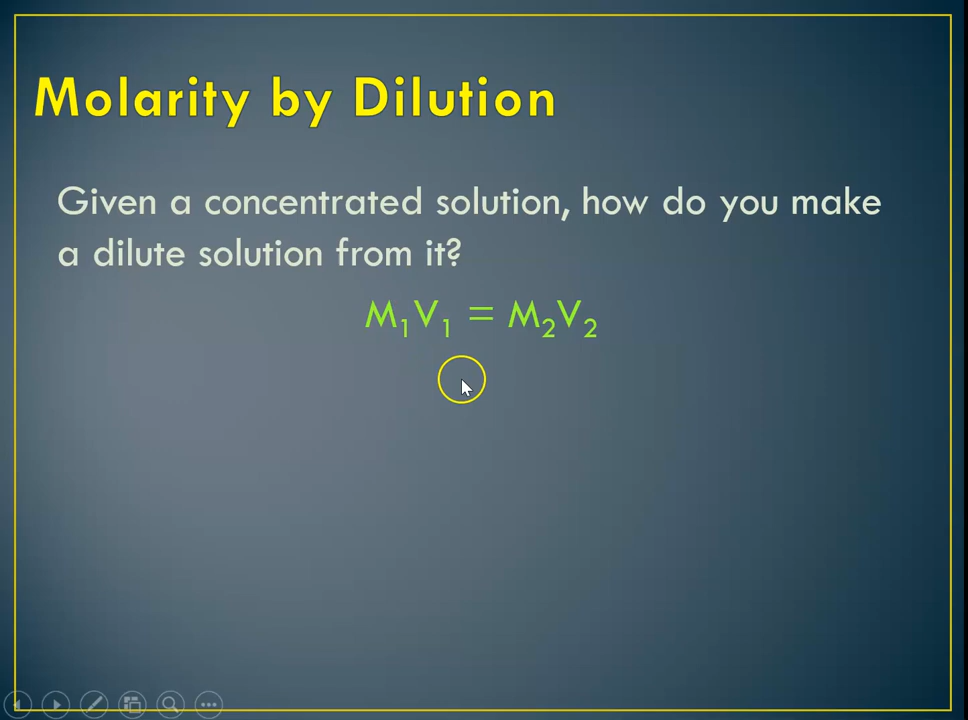 Molarity by Dilution
Given a concentrated solution, how do you make
a dilute solution from it?
M₁V₁ = M₂V₂